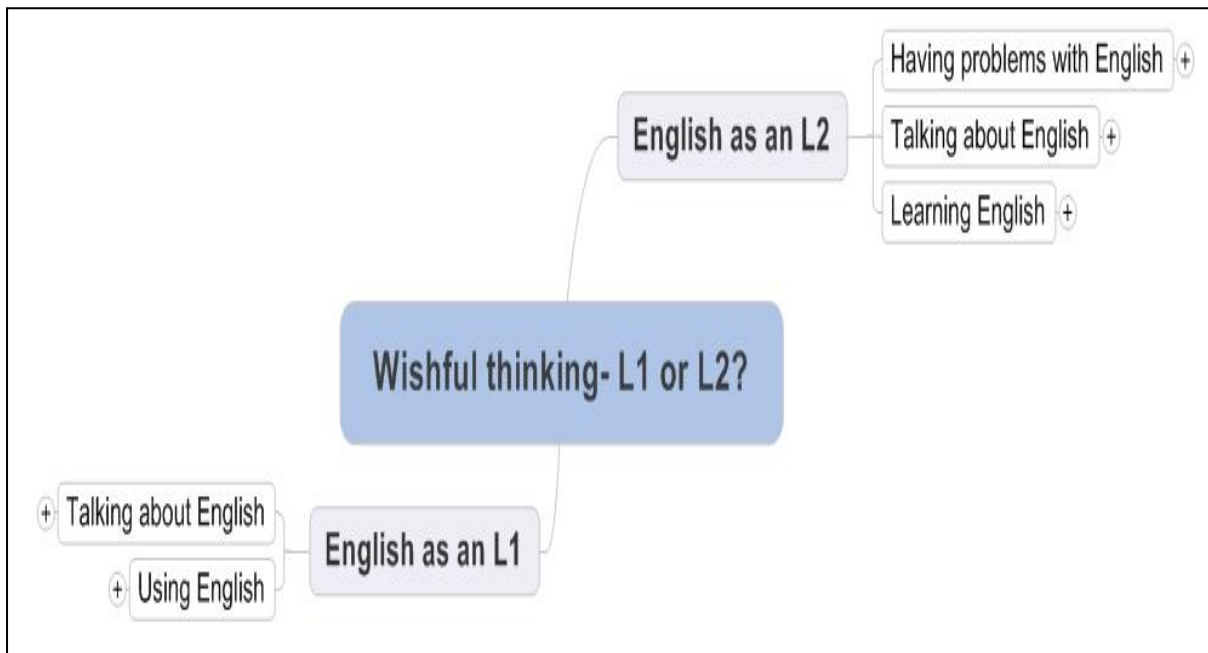 Having problems with English +
English as an L2
Talking about English +
Learning English +
Wishful thinking- L1 or L2?
+ Talking about English
English as an L1
+ Using English